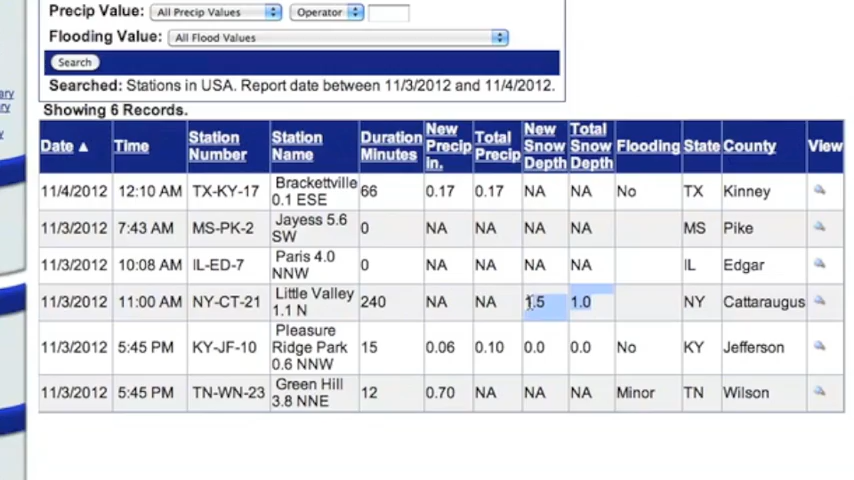 Precip Value: All Precip Values Operator
Flooding Value: All Flood Values
Search
Searched: Stations in USA. Report date between 11/3/2012 and 11/4/2012.
Showing 6 Records.
Date ▲ Time Station Number Station Name Duration Minutes New Precip in. Total Precip New Snow Depth Total Snow Depth Flooding State County View
11/4/2012 12:10 AM TX-KY-17 Brackettville 0.1 ESE 66 0.17 0.17 NA NA No TX Kinney
11/3/2012 7:43 AM MS-PK-2 Jayess 5.6 SW 0 NA NA NA NA MS Pike
11/3/2012 10:08 AM IL-ED-7 Paris 4.0 NNW 0 NA NA NA NA IL Edgar
11/3/2012 11:00 AM NY-CT-21 Little Valley 1.1 N 240 NA NA 1.5 1.0 NY Cattaraugus
11/3/2012 5:45 PM KY-JF-10 Pleasure Ridge Park 0.6 NNW 15 0.06 0.10 0.0 0.0 No KY Jefferson
11/3/2012 5:45 PM TN-WN-23 Green Hill 3.8 NNE 12 0.70 NA NA NA Minor TN Wilson